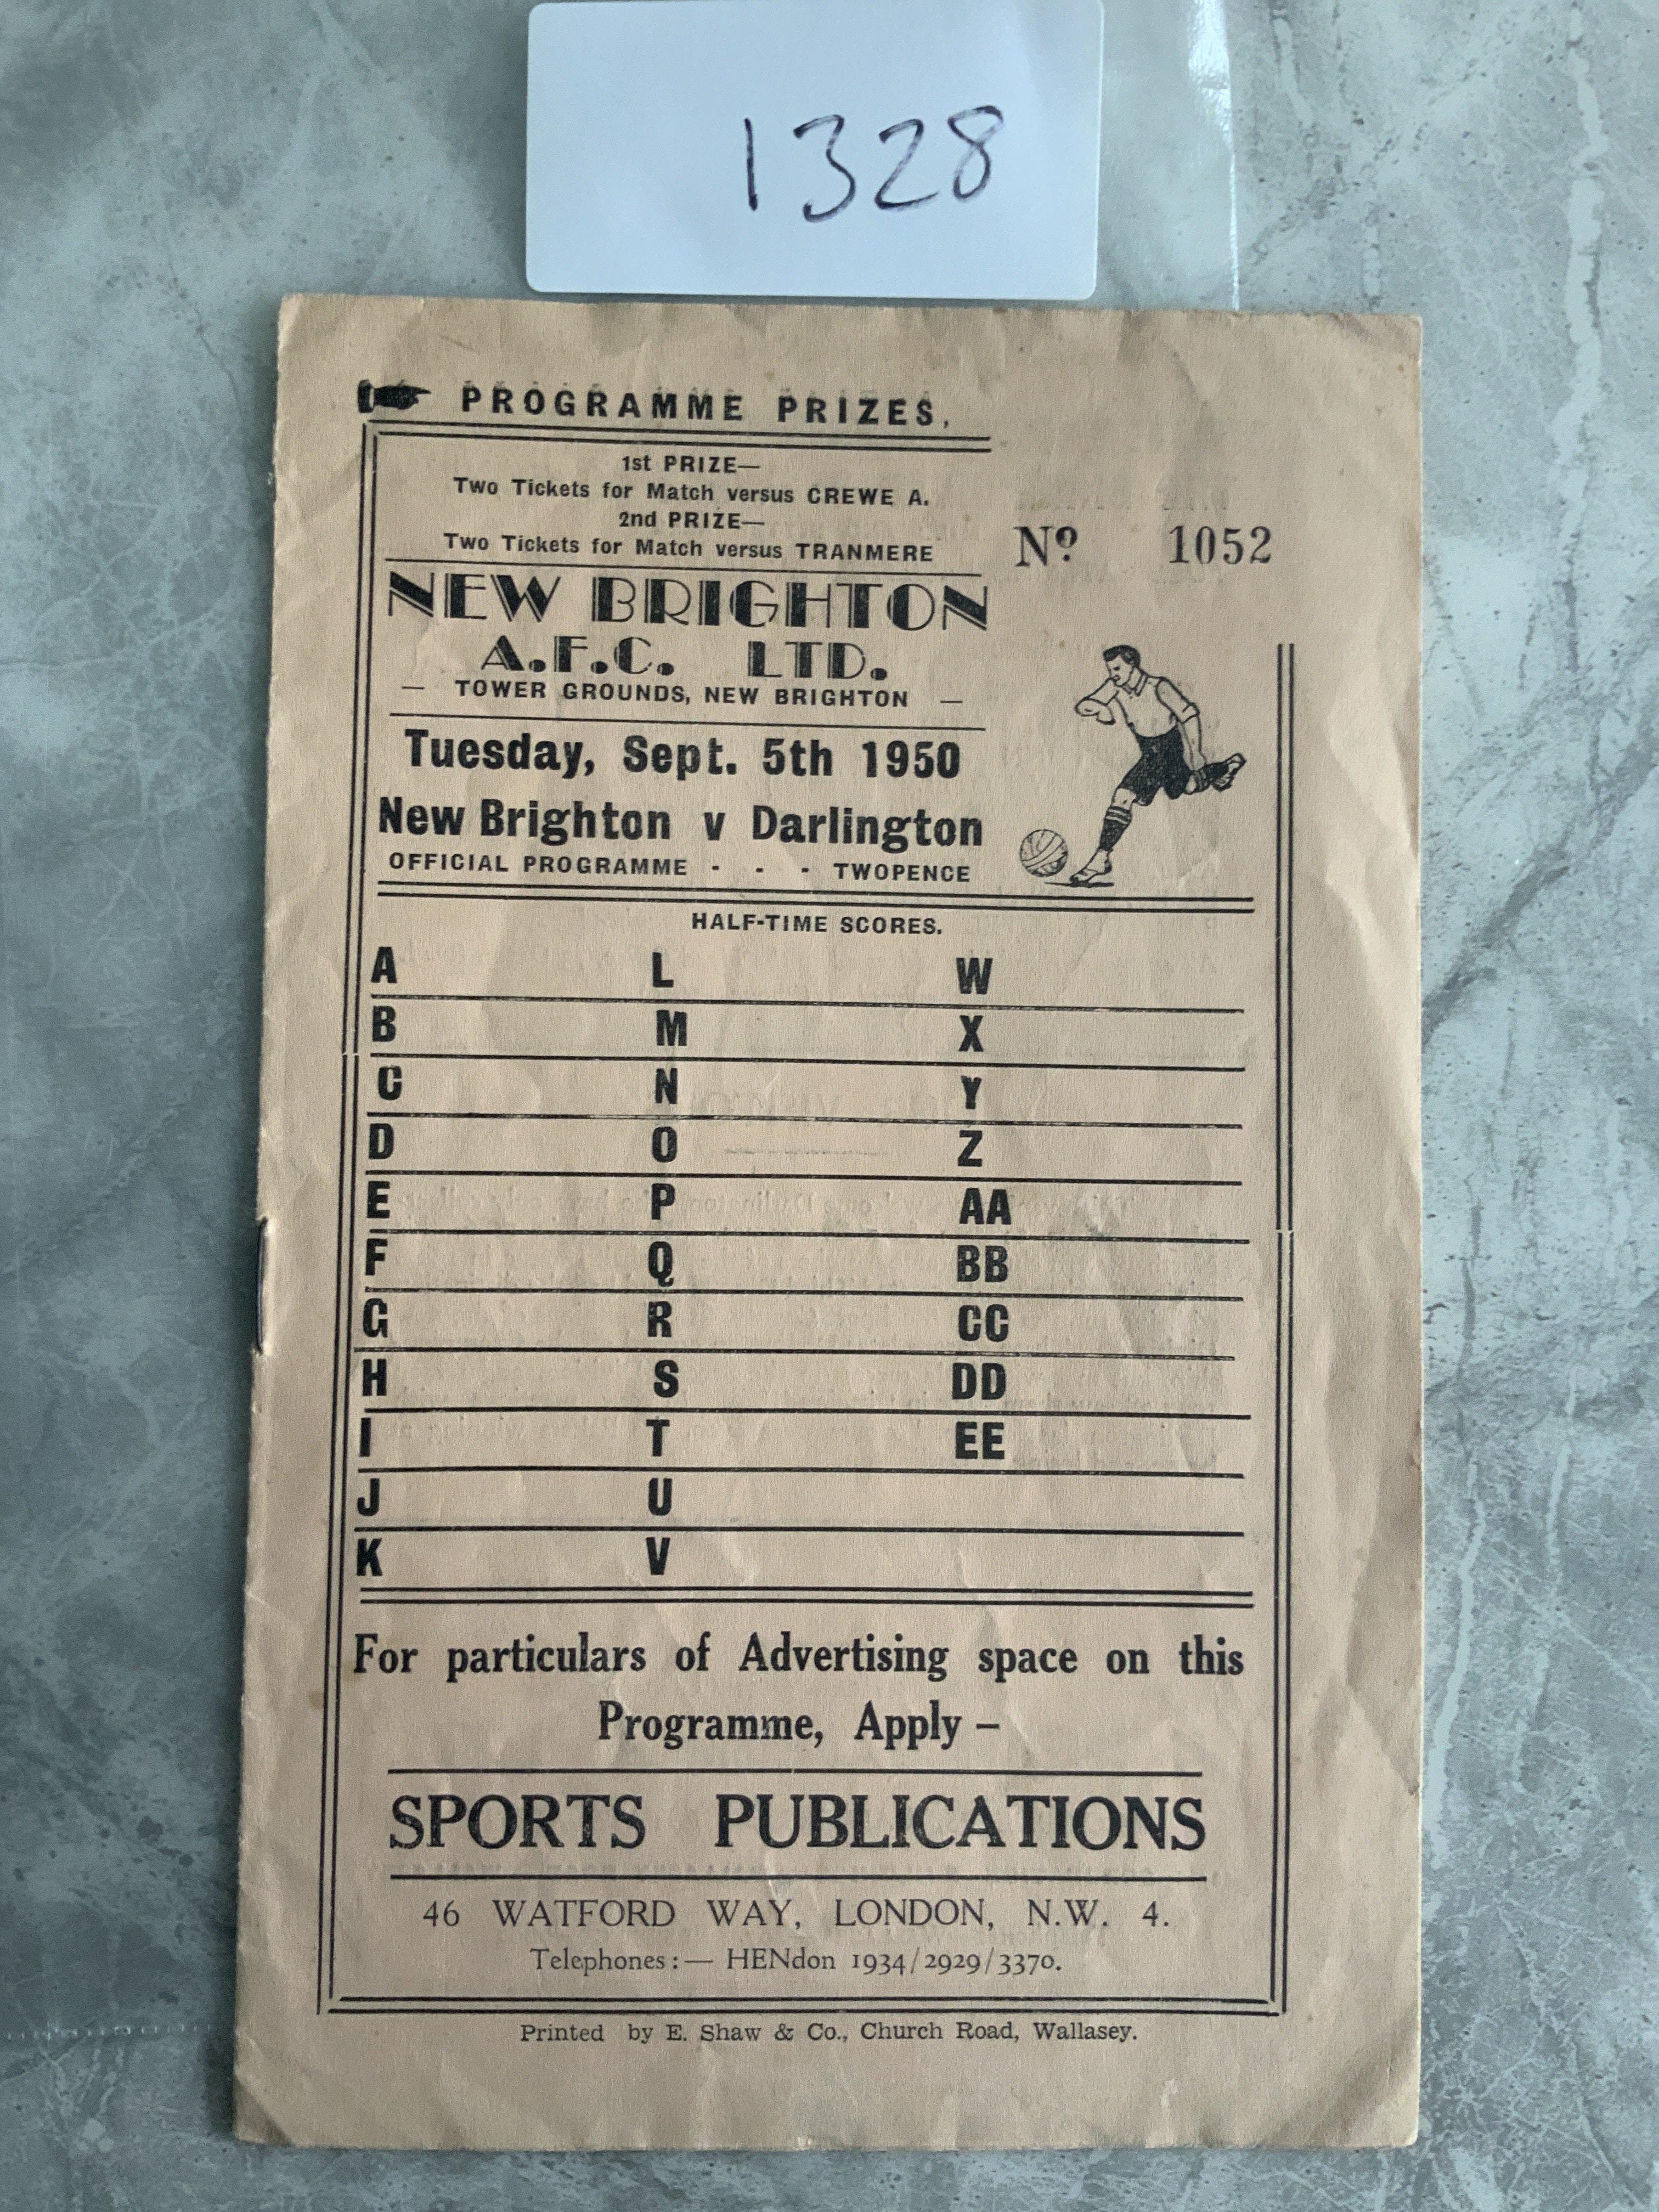 1328
PROGRAMME PRIZES,
1st PRIZE—
Two Tickets for Match versus CREWE A.
2nd PRIZE—
Two Tickets for Match versus TRANMERE
Nº 1052
NEW BRIGHTON
A.F.C. LTD.
— TOWER GROUNDS, NEW BRIGHTON —
Tuesday, Sept. 5th 1950
New Brighton v Darlington
OFFICIAL PROGRAMME - - - TWOPENCE
HALF-TIME SCORES.
A L W
B M X
C N Y
D O Z
E P AA
F Q BB
G R CC
H S DD
I T EE
J U
K V
For particulars of Advertising space on this
Programme, Apply –
SPORTS PUBLICATIONS
46 WATFORD WAY, LONDON, N.W. 4.
Telephones :— HENdon 1934/2929/3370.
Printed by E. Shaw & Co., Church Road, Wallasey.